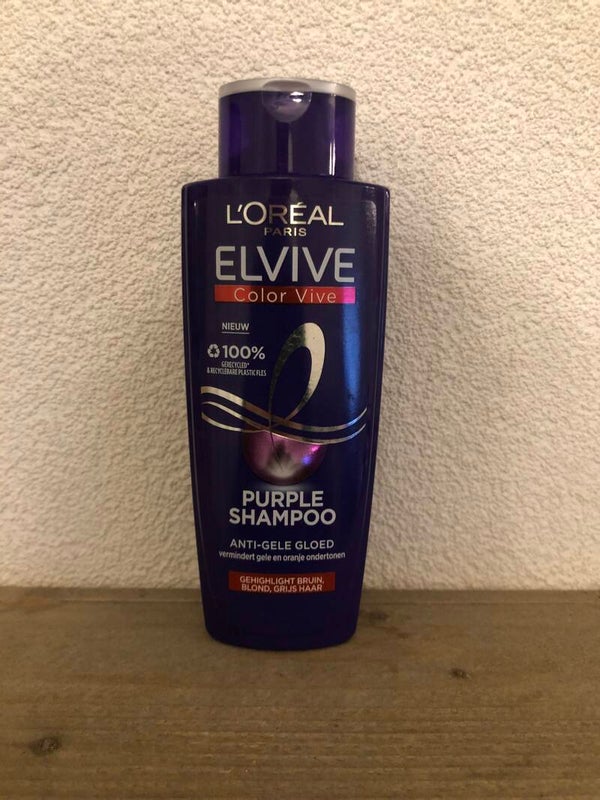 L'ORÉAL
PARIS
ELVIVE
Color Vive
NIEUW
100%
GERECYCLED*
& RECYCLEBARE PLASTIC FLES
PURPLE
SHAMPOO
ANTI-GELE GLOED
vermindert gele en oranje ondertonen
GEHIGHLIGHT BRUIN,
BLOND, GRIJS HAAR